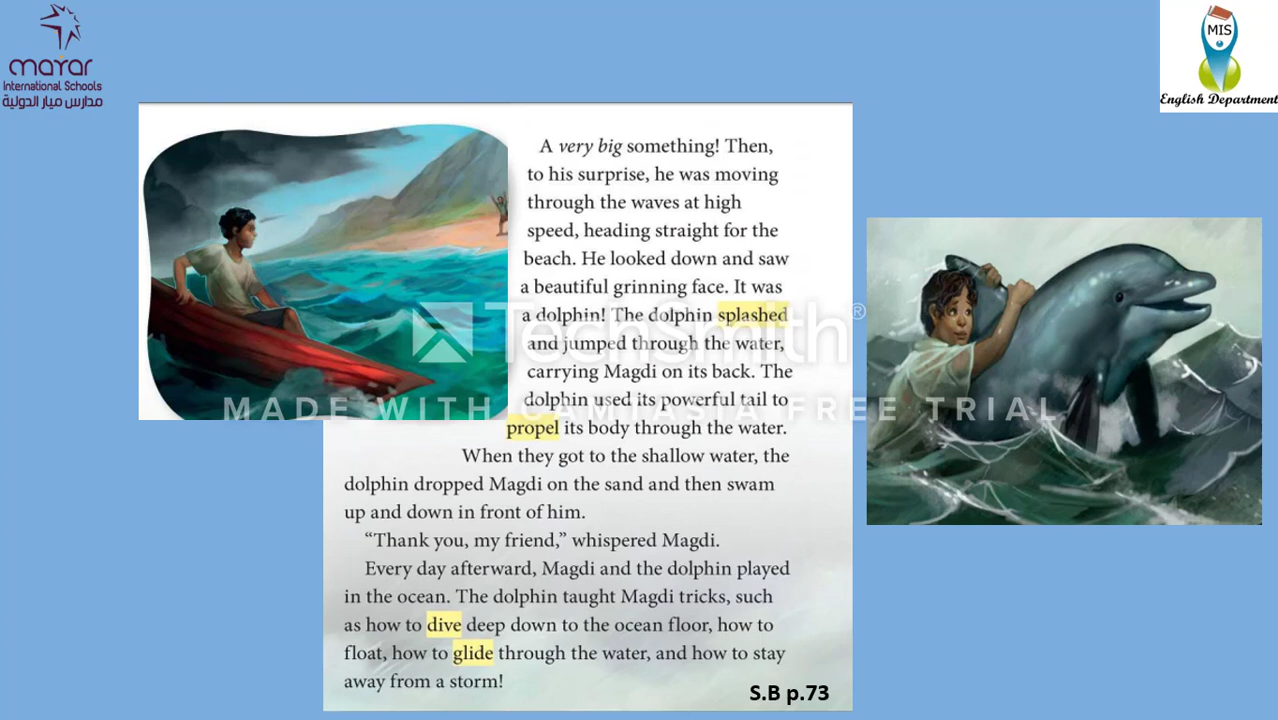 mayar
International Schools
مدارس ميار الدولية
MIS
English Department
A very big something! Then,
to his surprise, he was moving
through the waves at high
speed, heading straight for the
beach. He looked down and saw
a beautiful grinning face. It was
a dolphin! The dolphin splashed
and jumped through the water,
carrying Magdi on its back. The
dolphin used its powerful tail to
propel its body through the water.
When they got to the shallow water, the
dolphin dropped Magdi on the sand and then swam
up and down in front of him.
“Thank you, my friend,” whispered Magdi.
Every day afterward, Magdi and the dolphin played
in the ocean. The dolphin taught Magdi tricks, such
as how to dive deep down to the ocean floor, how to
float, how to glide through the water, and how to stay
away from a storm!
S.B p.73
TechSmith®
MADE WITH CAMTASIA FREE TRIAL